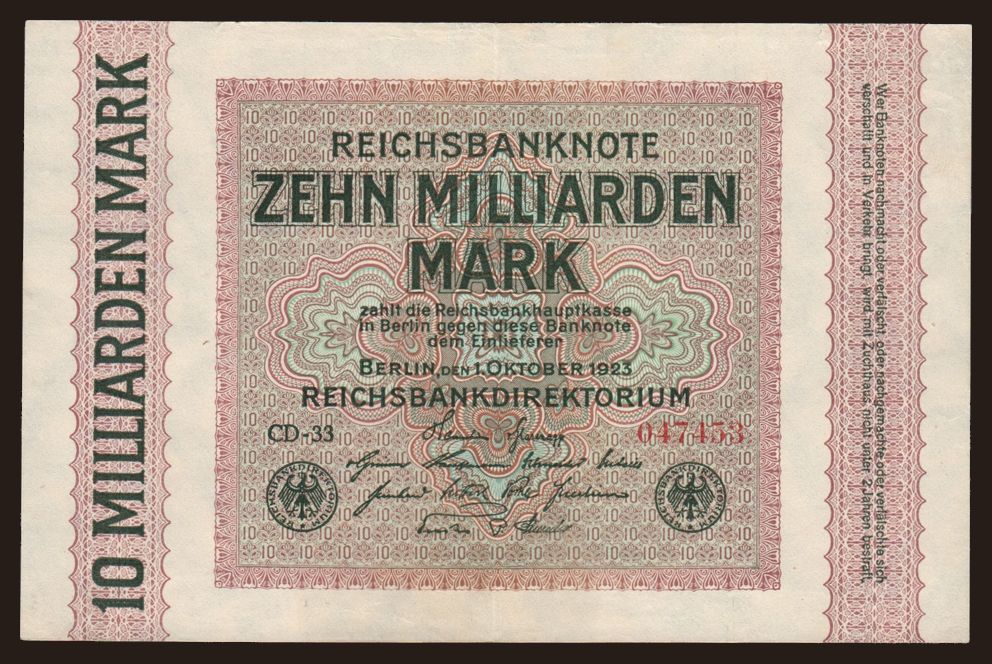 10 MILLIARDEN MARK
REICHSBANKNOTE
ZEHN MILLIARDEN
MARK
zahlt die Reichsbankhauptkasse
in Berlin gegen diese Banknote
dem Einlieferer
BERLIN, DEN 1. OKTOBER 1923
REICHSBANKDIREKTORIUM
CD-33
047453
REICHSBANKDIREKTORIUM
REICHSBANKDIREKTORIUM
Wer Banknoten nachmacht oder verfälscht oder nachgemachte oder verfälschte sich
verschafft und in Verkehr bringt, wird mit Zuchthaus nicht unter 2 Jahren bestraft.